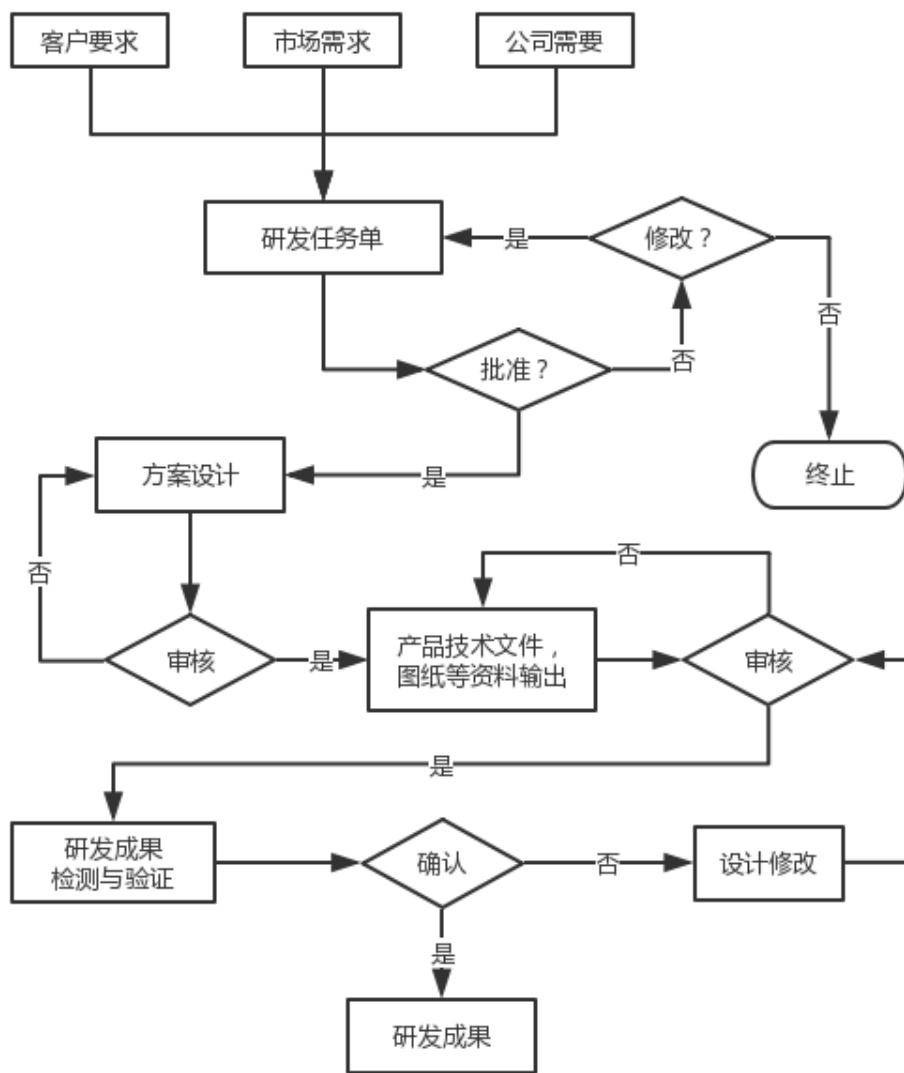 客户要求
市场需求
公司需要
研发任务单
是
修改？
否
批准？
否
方案设计
是
终止
否
否
审核
是
产品技术文件，
图纸等资料输出
审核
是
研发成果
检测与验证
确认
否
设计修改
是
研发成果